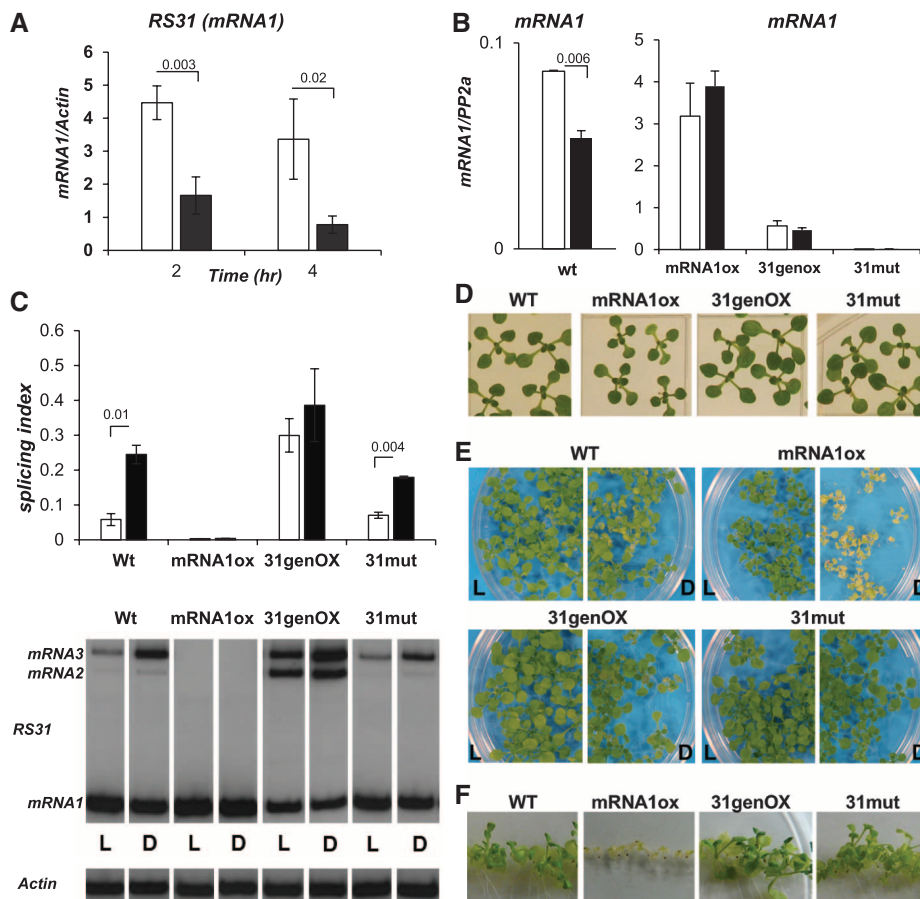 A
RS31 (mRNA1)
mRNA1/Actin
6
5
4
3
2
1
0
0.003
0.02
2
Time (hr)
4
B
mRNA1
mRNA1
mRNA1/PP2a
0.1
0
0.006
wt
5
4
3
2
1
0
mRNA1ox
31genox
31mut
C
splicing index
0.6
0.5
0.4
0.3
0.2
0.1
0
0.01
0.004
Wt
mRNA1ox
31genOX
31mut
Wt
mRNA1ox
31genOX
31mut
mRNA3
mRNA2
RS31
mRNA1
L D L D L D L D
Actin
D
WT
mRNA1ox
31genOX
31mut
E
WT
mRNA1ox
L
D
L
D
31genOX
31mut
L
D
L
D
F
WT
mRNA1ox
31genOX
31mut